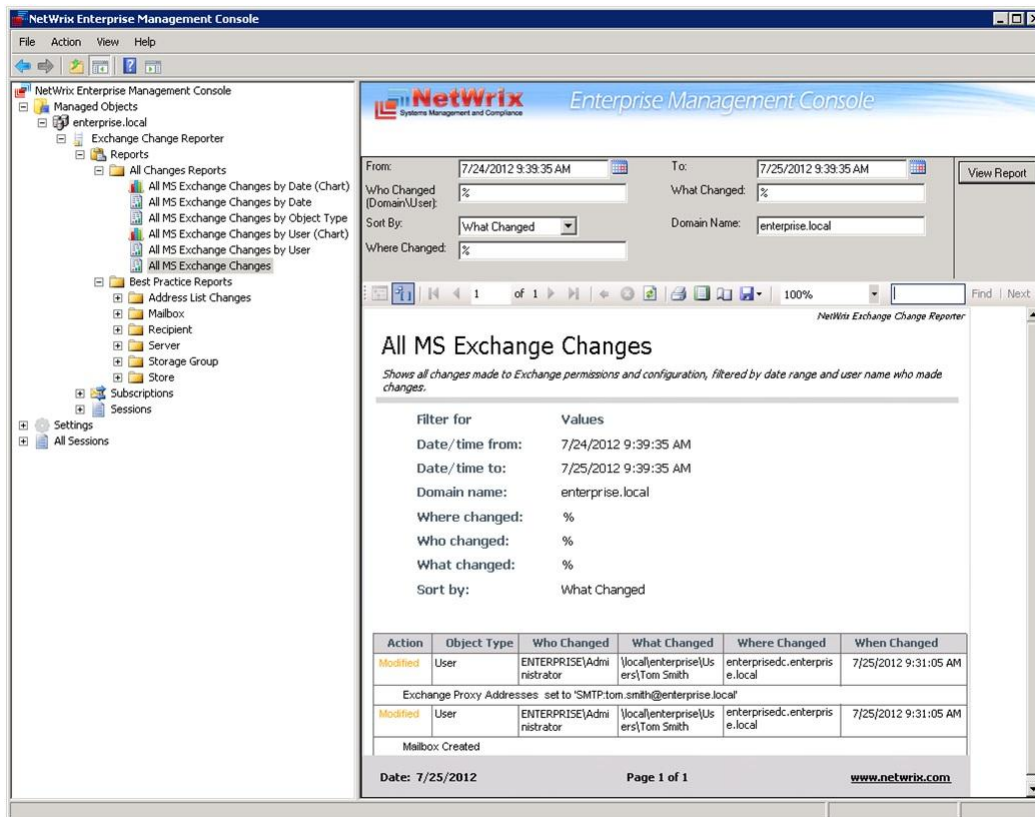 NetWrix Enterprise Management Console
File Action View Help
NetWrix Enterprise Management Console
Managed Objects
enterprise.local
Exchange Change Reporter
Reports
All Changes Reports
All MS Exchange Changes by Date (Chart)
All MS Exchange Changes by Date
All MS Exchange Changes by Object Type
All MS Exchange Changes by User (Chart)
All MS Exchange Changes by User
All MS Exchange Changes
Best Practice Reports
Address List Changes
Mailbox
Recipient
Server
Storage Group
Store
Subscriptions
Sessions
Settings
All Sessions
NetWrix Enterprise Management Console
Systems Management and Compliance
From: 7/24/2012 9:39:35 AM To: 7/25/2012 9:39:35 AM View Report
Who Changed (Domain\User): % What Changed: %
Sort By: What Changed Domain Name: enterprise.local
Where Changed: %
1 of 1 100% Find | Next
NetWrix Exchange Change Reporter
All MS Exchange Changes
Shows all changes made to Exchange permissions and configuration, filtered by date range and user name who made
changes.
Filter for Values
Date/time from: 7/24/2012 9:39:35 AM
Date/time to: 7/25/2012 9:39:35 AM
Domain name: enterprise.local
Where changed: %
Who changed: %
What changed: %
Sort by: What Changed
Action Object Type Who Changed What Changed Where Changed When Changed
Modified User ENTERPRISE\Admi \local\enterprise\Us enterprisedc.enterpris 7/25/2012 9:31:05 AM
nistrator ers\Tom Smith e.local
Exchange Proxy Addresses set to 'SMTP:tom.smith@enterprise.local'
Modified User ENTERPRISE\Admi \local\enterprise\Us enterprisedc.enterpris 7/25/2012 9:31:05 AM
nistrator ers\Tom Smith e.local
Mailbox Created
Date: 7/25/2012 Page 1 of 1 www.netwrix.com